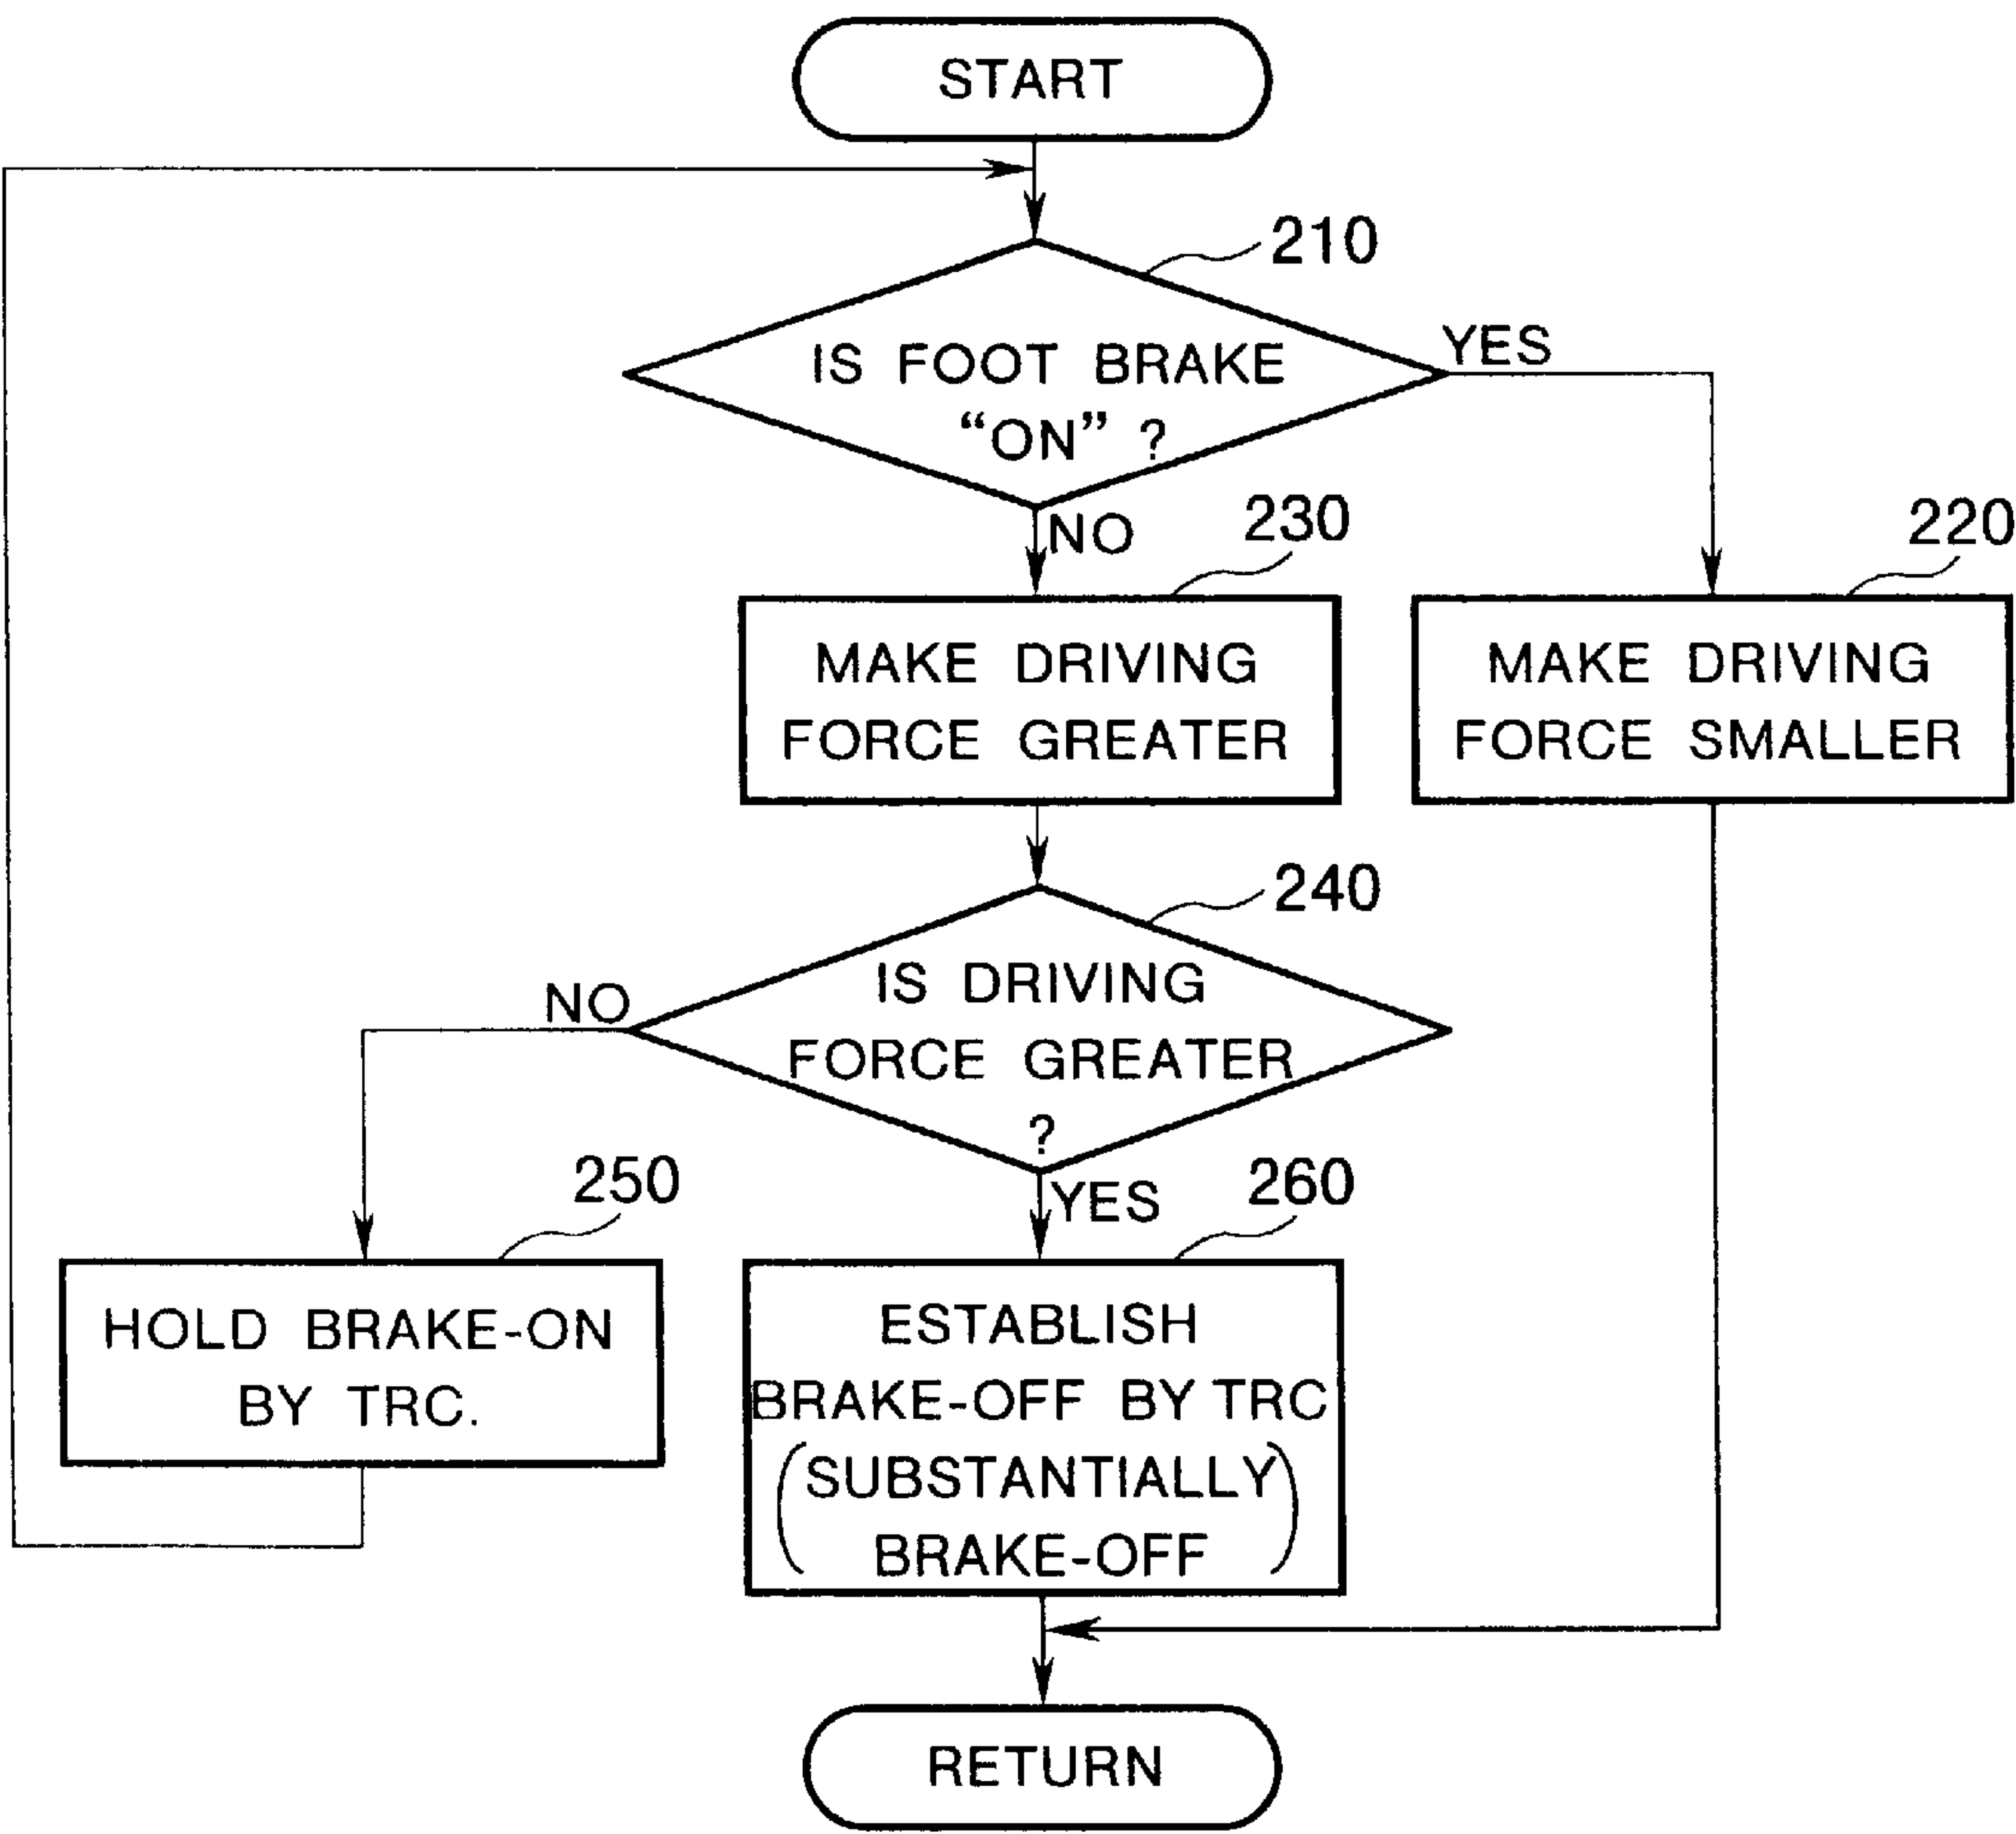 START
210
IS FOOT BRAKE
“ON” ?
YES
NO
230
220
MAKE DRIVING
FORCE GREATER
MAKE DRIVING
FORCE SMALLER
240
IS DRIVING
FORCE GREATER
?
NO
YES
250
260
HOLD BRAKE-ON
BY TRC.
ESTABLISH
BRAKE-OFF BY TRC
(SUBSTANTIALLY
BRAKE-OFF)
RETURN